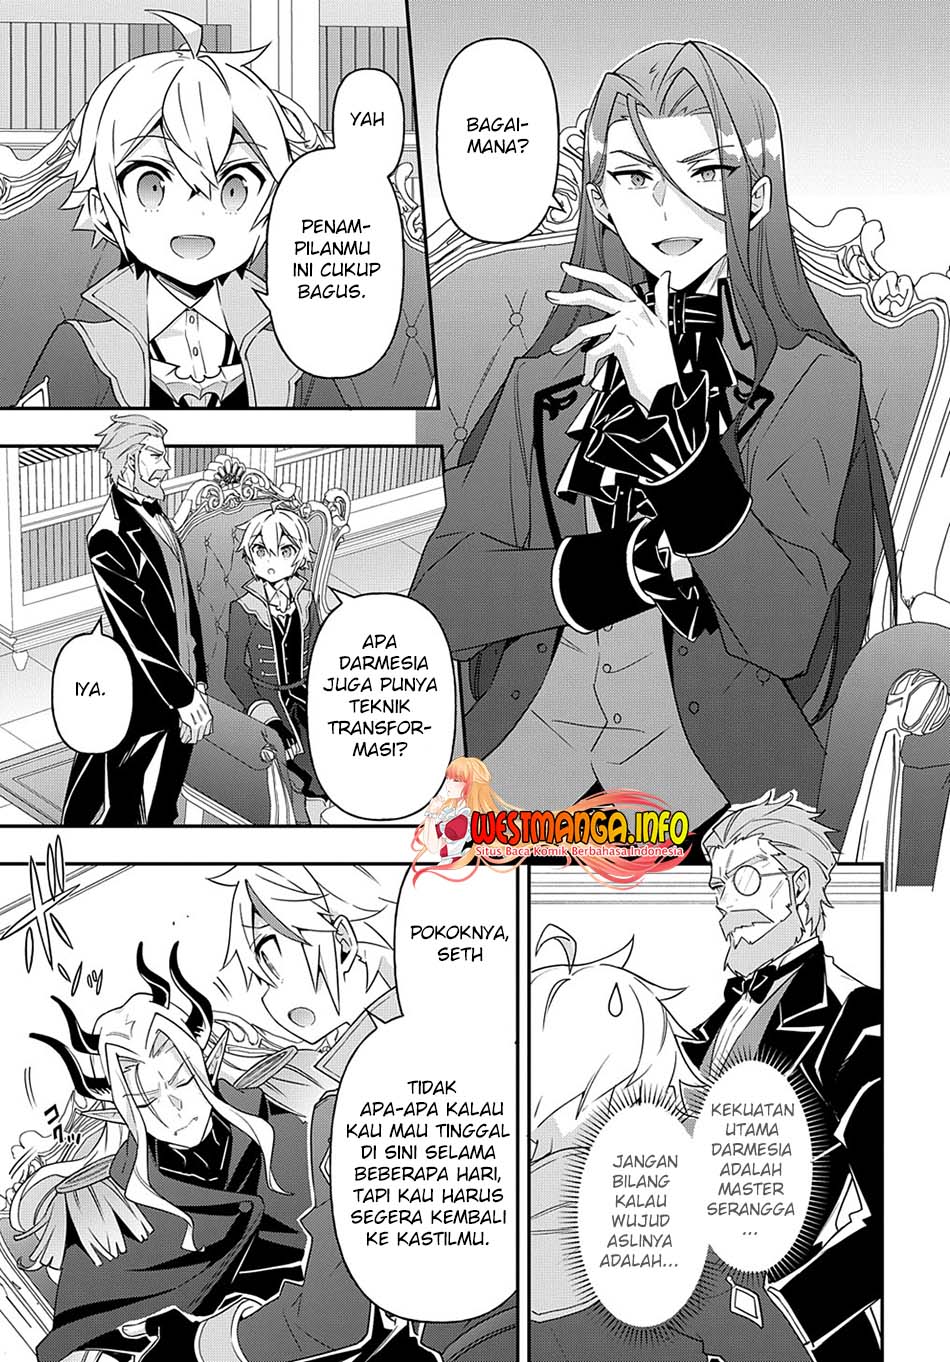 BAGAI-
MANA?
YAH
PENAM-
PILANMU
INI CUKUP
BAGUS.
APA
DARMESIA
JUGA PUNYA
TEKNIK
TRANSFOR-
MASI?
IYA.
WESTMANGA.INFO
Situs Baca Komik Berbahasa Indonesia
KEKUATAN
UTAMA
DARMESIA
ADALAH
MASTER
SERANGGA
...
JANGAN
BILANG
KALAU
WUJUD
ASLINYA
ADALAH...
POKOKNYA,
SETH
TIDAK
APA-APA KALAU
KAU MAU TINGGAL
DI SINI SELAMA
BEBERAPA HARI,
TAPI KAU HARUS
SEGERA KEMBALI
KE KASTILMU.